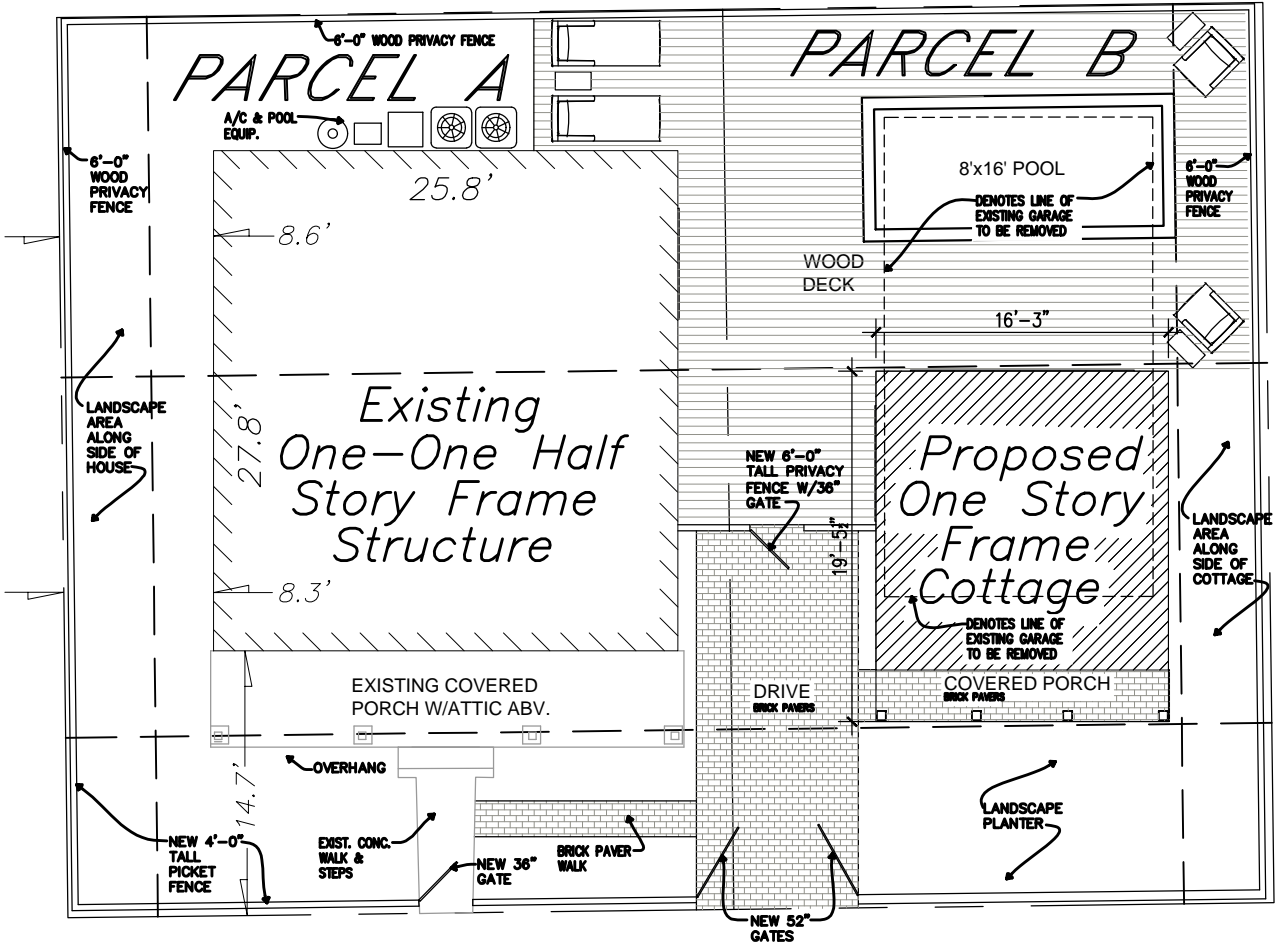 6'-0" WOOD PRIVACY FENCE
PARCEL A
PARCEL B
A/C & POOL
EQUIP.
6'-0"
WOOD
PRIVACY
FENCE
25.8'
8.6'
8'x16' POOL
DENOTES LINE OF
EXISTING GARAGE
TO BE REMOVED
6'-0"
WOOD
PRIVACY
FENCE
WOOD
DECK
16'-3"
LANDSCAPE
AREA
ALONG
SIDE OF
HOUSE
27.8'
Existing
One-One Half
Story Frame
Structure
8.3'
NEW 6'-0"
TALL PRIVACY
FENCE W/36"
GATE
19'-5½"
Proposed
One Story
Frame
Cottage
DENOTES LINE OF
EXISTING GARAGE
TO BE REMOVED
LANDSCAPE
AREA
ALONG
SIDE OF
COTTAGE
EXISTING COVERED
PORCH W/ATTIC ABV.
DRIVE
BRICK PAVERS
COVERED PORCH
BRICK PAVERS
OVERHANG
14.7'
NEW 4'-0"
TALL
PICKET
FENCE
EXIST. CONC.
WALK &
STEPS
NEW 36"
GATE
BRICK PAVER
WALK
LANDSCAPE
PLANTER
NEW 52"
GATES